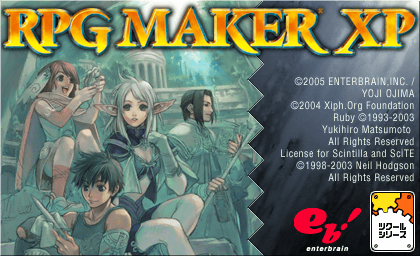 RPG MAKER XP
©2005 ENTERBRAIN,INC. /
YOJI OJIMA
©2004 Xiph.Org Foundation
Ruby ©1993-2003
Yukihiro Matsumoto
All Rights Reserved
License for Scintilla and SciTE
©1998-2003 Neil Hodgson
All Rights Reserved
eb!
enterbrain
ツクール
シリーズ